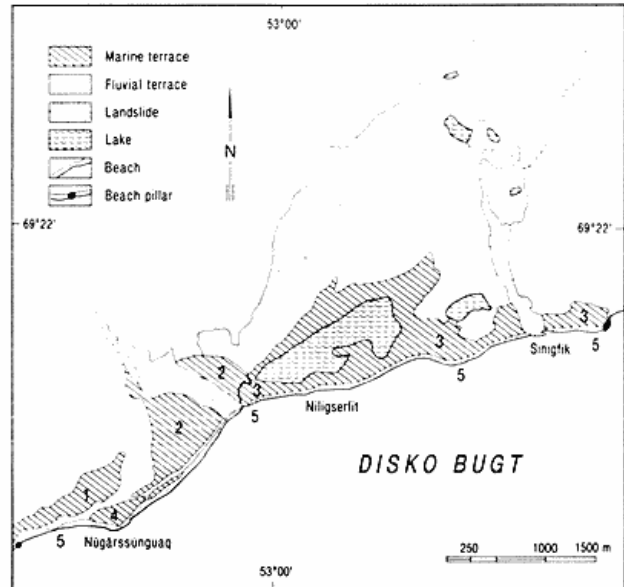 53°00'
Marine terrace
Fluvial terrace
Landslide
Lake
Beach
Beach pillar
N
69°22'
69°22'
3
2
3
3
5
Sinigfik
5
5
Niligserfit
2
DISKO BUGT
1
4
5
Nûgârssúnguaq
250
1000
1500 m
53°00'